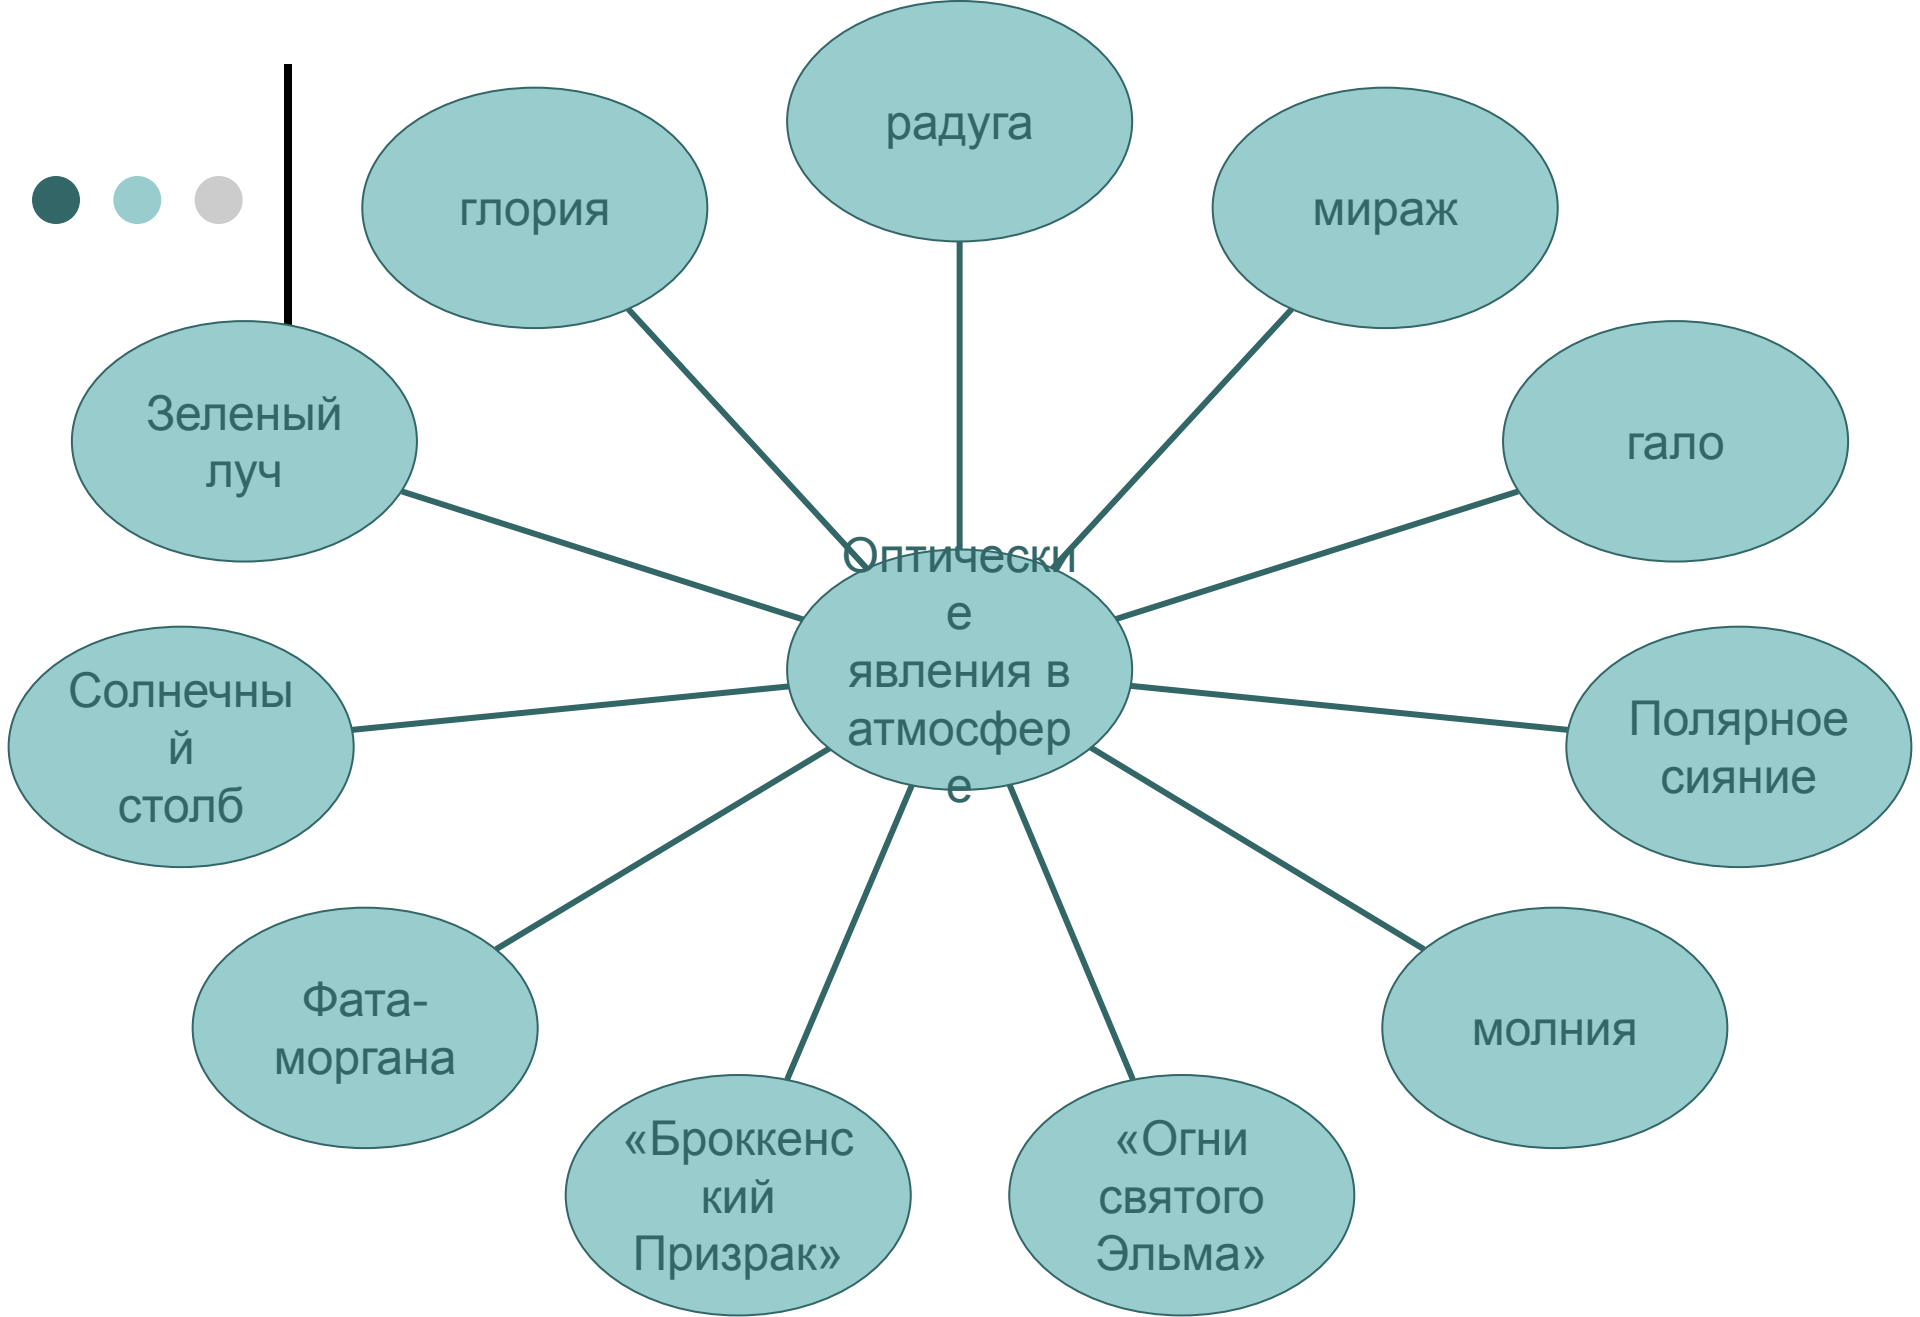 радуга
глория
мираж
Зеленый
луч
гало
Оптически
е
явления в
атмосфер
е
Солнечны
й
столб
Полярное
сияние
Фата-
моргана
молния
«Броккенс
кий
Призрак»
«Огни
святого
Эльма»